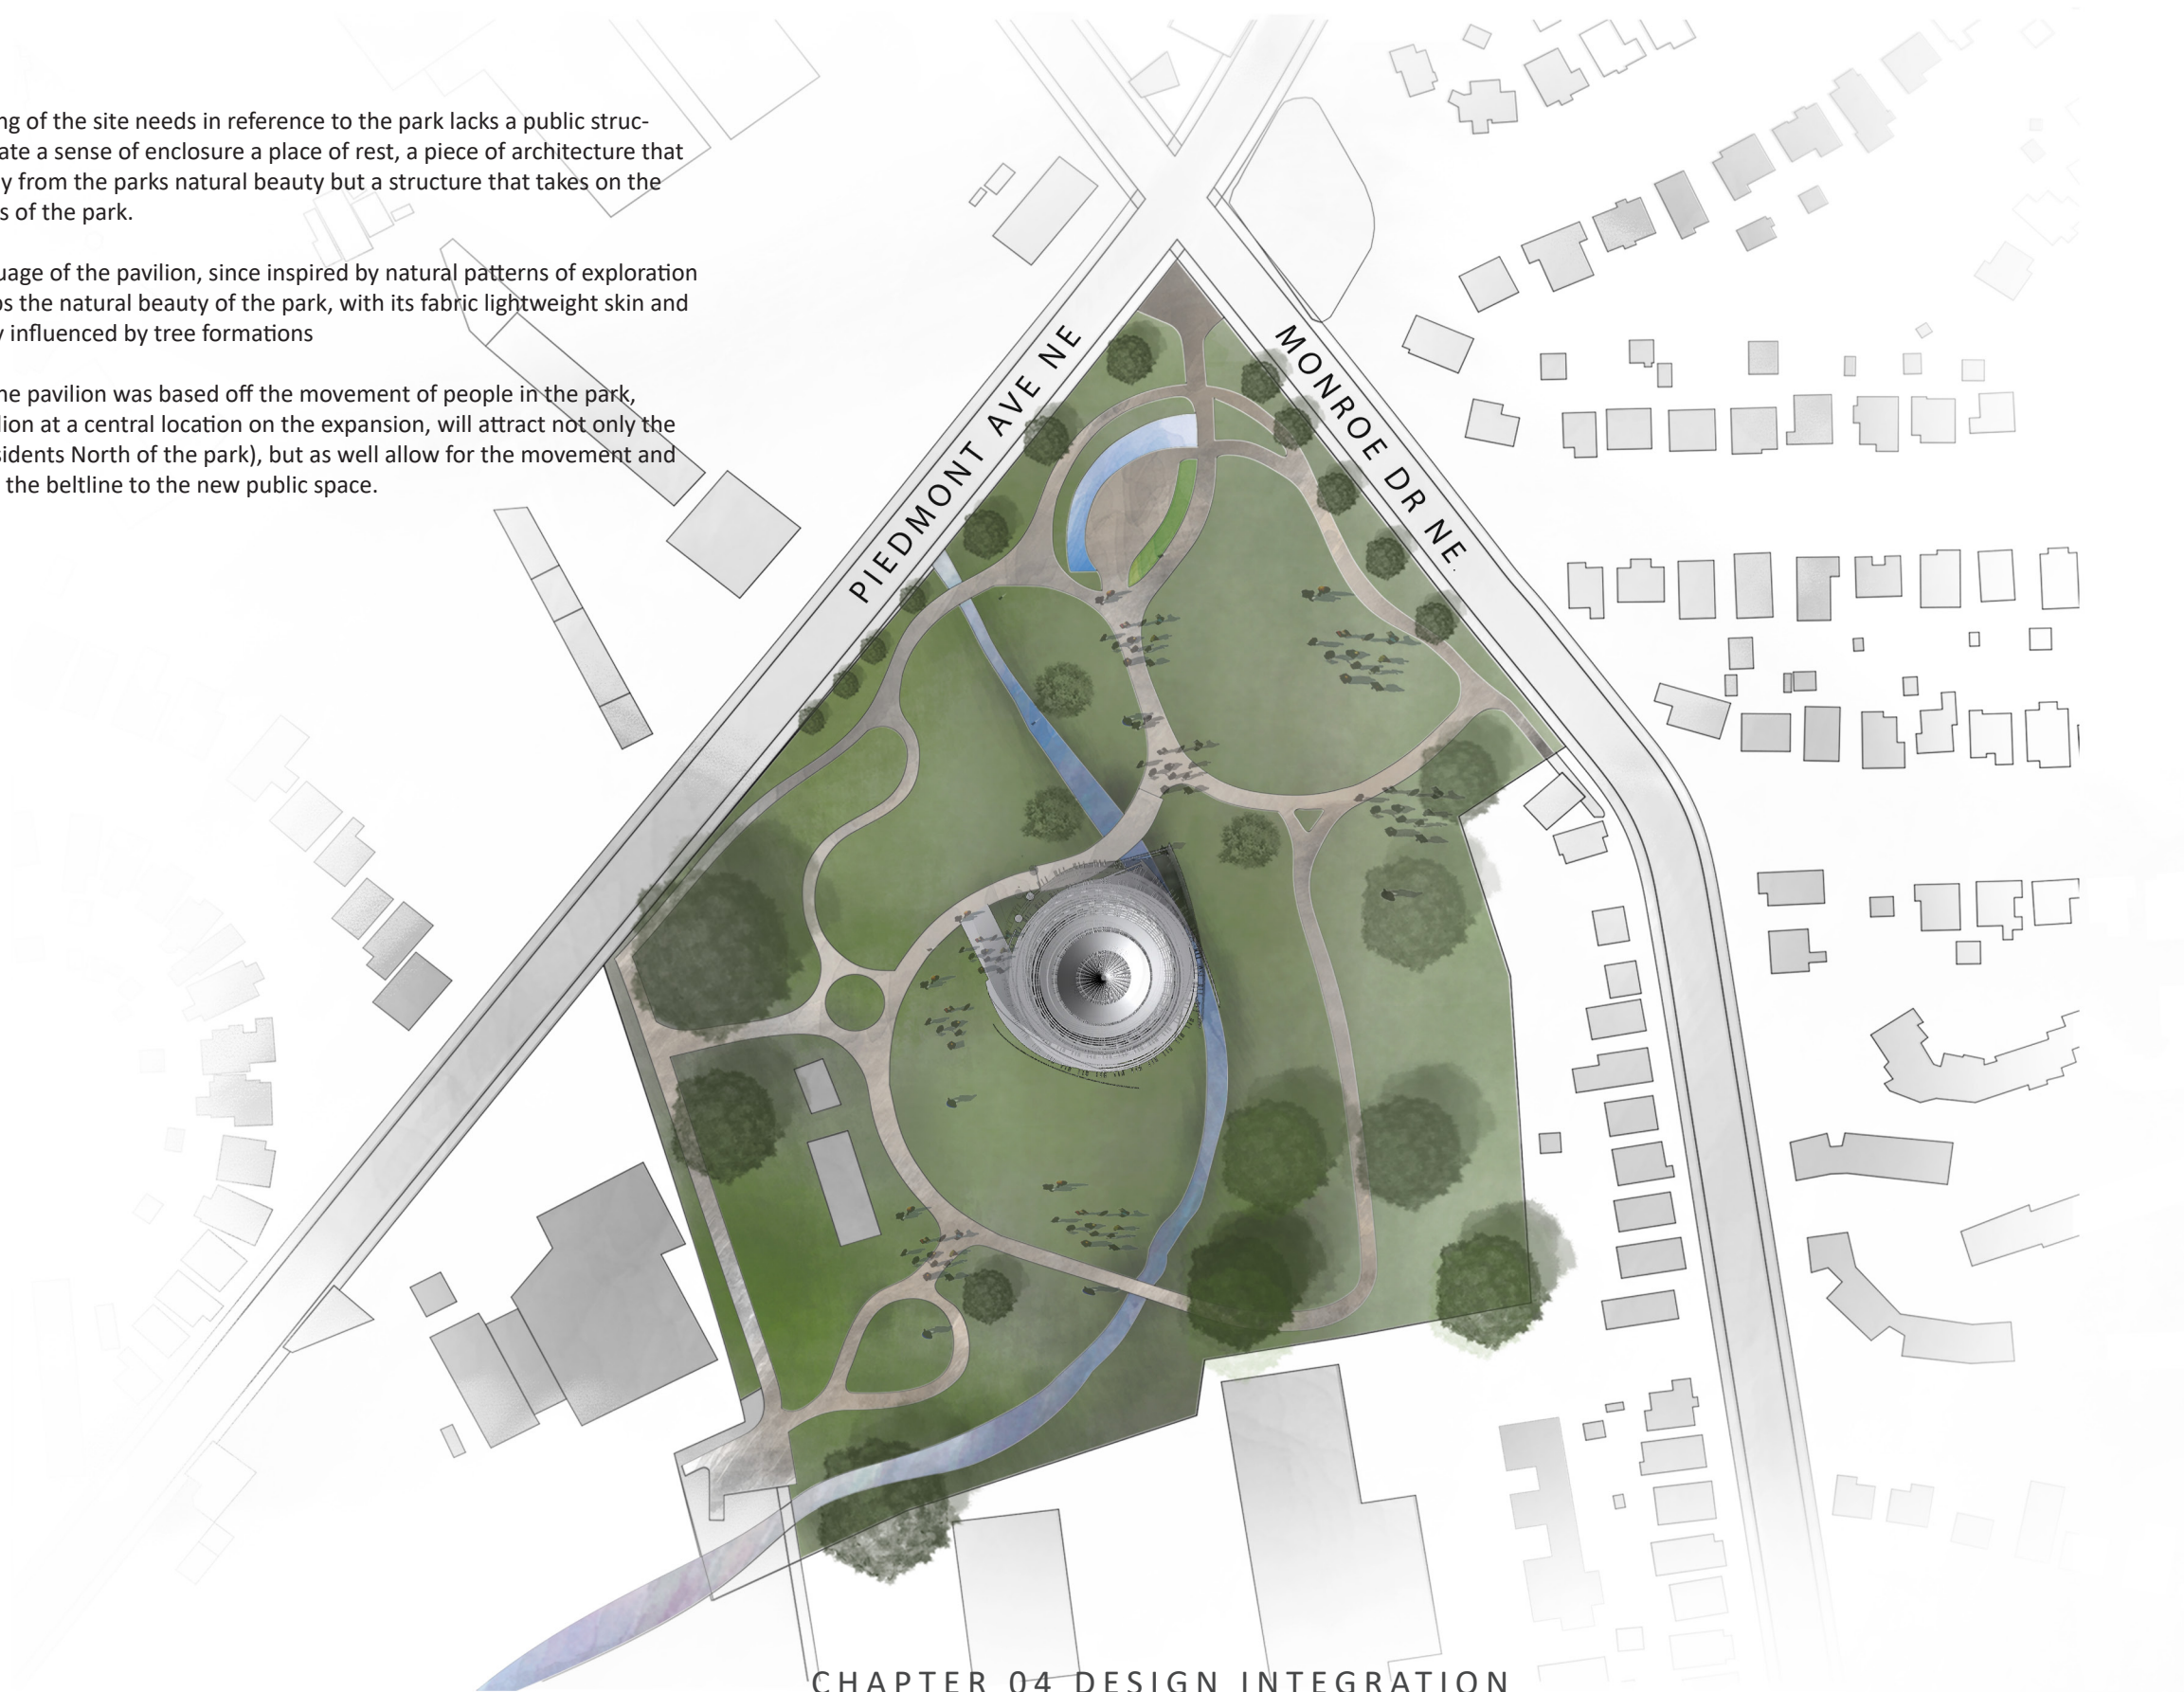 ng of the site needs in reference to the park lacks a public struc-
ate a sense of enclosure a place of rest, a piece of architecture that
y from the parks natural beauty but a structure that takes on the
s of the park.
uage of the pavilion, since inspired by natural patterns of exploration
os the natural beauty of the park, with its fabric lightweight skin and
y influenced by tree formations
he pavilion was based off the movement of people in the park,
lion at a central location on the expansion, will attract not only the
sidents North of the park), but as well allow for the movement and
the beltline to the new public space.
PIEDMONT AVE NE
MONROE DR NE.
CHAPTER 04 DESIGN INTEGRATION